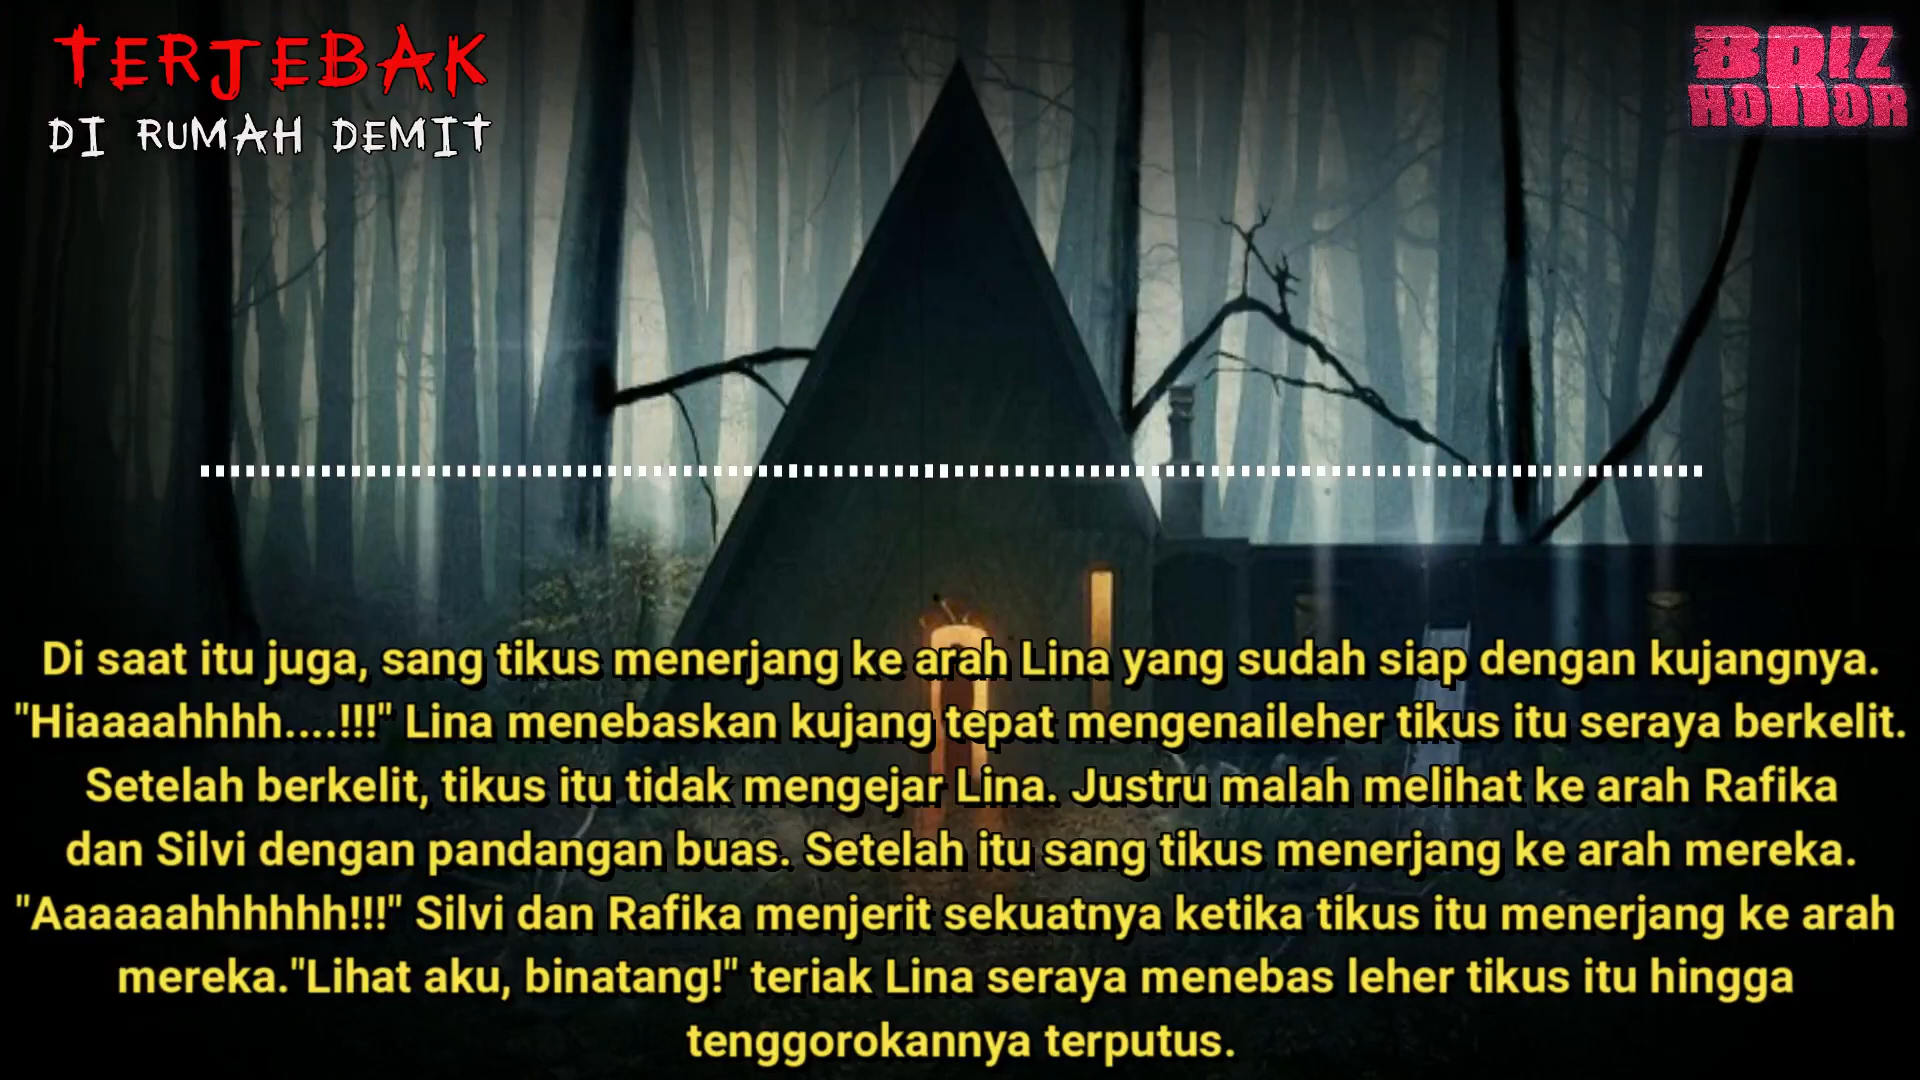 TERJEBAK
DI RUMAH DEMIT
BRIZ
HORROR
Di saat itu juga, sang tikus menerjang ke arah Lina yang sudah siap dengan kujangnya.
"Hiaaaahhhh....!!!" Lina menebaskan kujang tepat mengenaileher tikus itu seraya berkelit.
Setelah berkelit, tikus itu tidak mengejar Lina. Justru malah melihat ke arah Rafika
dan Silvi dengan pandangan buas. Setelah itu sang tikus menerjang ke arah mereka.
"Aaaaaahhhhhh!!!" Silvi dan Rafika menjerit sekuatnya ketika tikus itu menerjang ke arah
mereka."Lihat aku, binatang!" teriak Lina seraya menebas leher tikus itu hingga
tenggorokannya terputus.